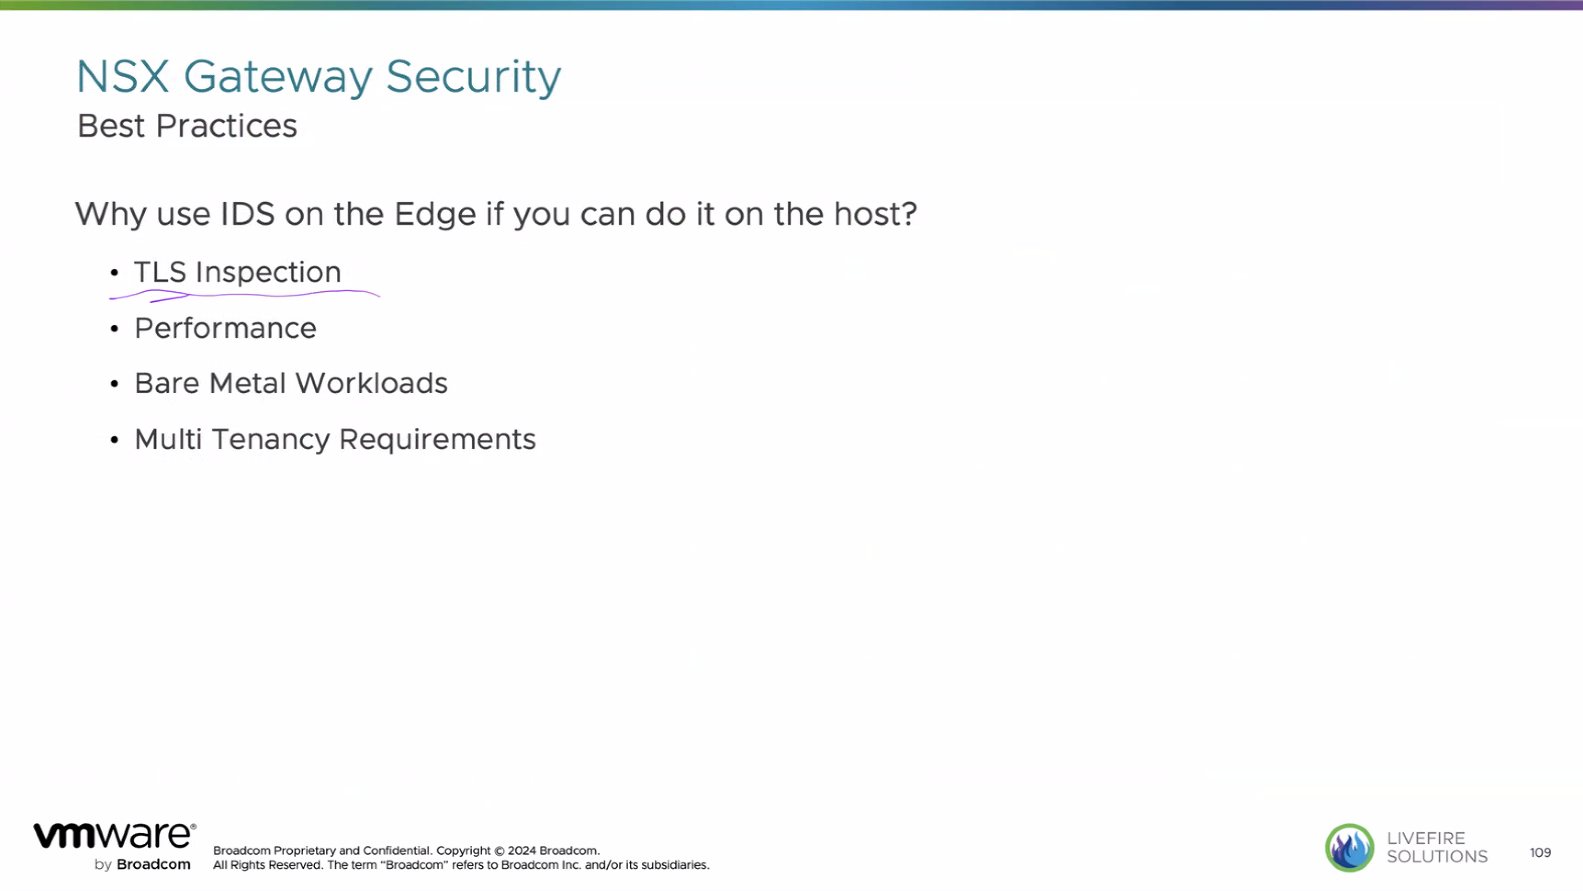 NSX Gateway Security
Best Practices
Why use IDS on the Edge if you can do it on the host?
• TLS Inspection
• Performance
• Bare Metal Workloads
• Multi Tenancy Requirements
vmware®
by Broadcom
Broadcom Proprietary and Confidential. Copyright © 2024 Broadcom.
All Rights Reserved. The term “Broadcom” refers to Broadcom Inc. and/or its subsidiaries.
LIVEFIRE
SOLUTIONS
109